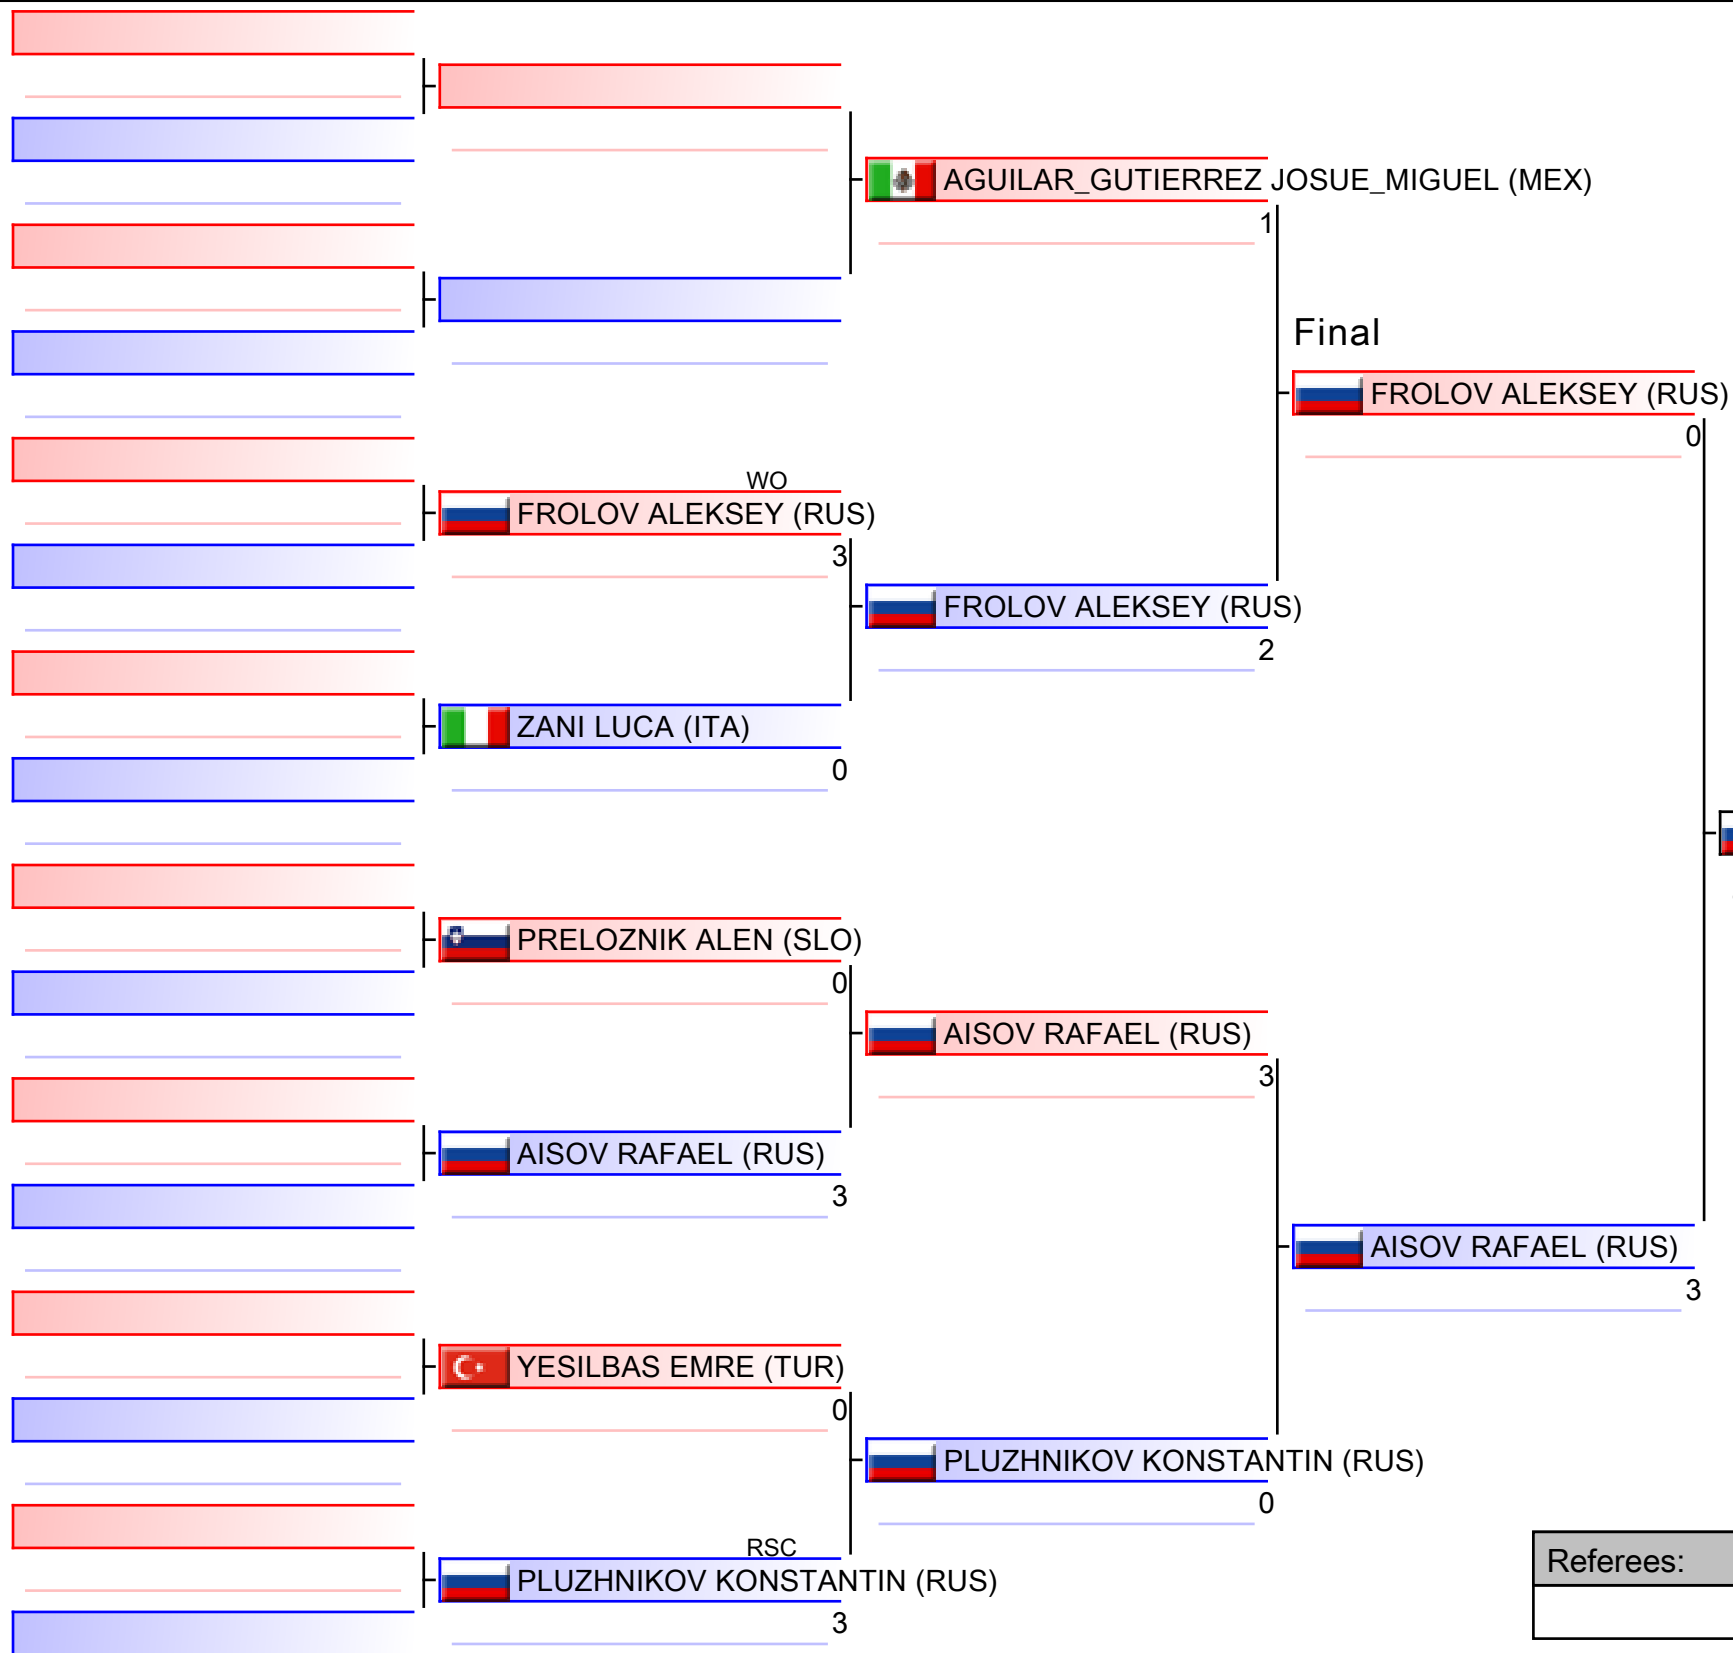 AGUILAR_GUTIERREZ JOSUE_MIGUEL (MEX)
1
Final
FROLOV ALEKSEY (RUS)
0
WO
FROLOV ALEKSEY (RUS)
3
FROLOV ALEKSEY (RUS)
2
ZANI LUCA (ITA)
0
PRELOZNIK ALEN (SLO)
0
AISOV RAFAEL (RUS)
3
AISOV RAFAEL (RUS)
3
AISOV RAFAEL (RUS)
3
YESILBAS EMRE (TUR)
0
PLUZHNIKOV KONSTANTIN (RUS)
0
RSC
PLUZHNIKOV KONSTANTIN (RUS)
3
Referees: